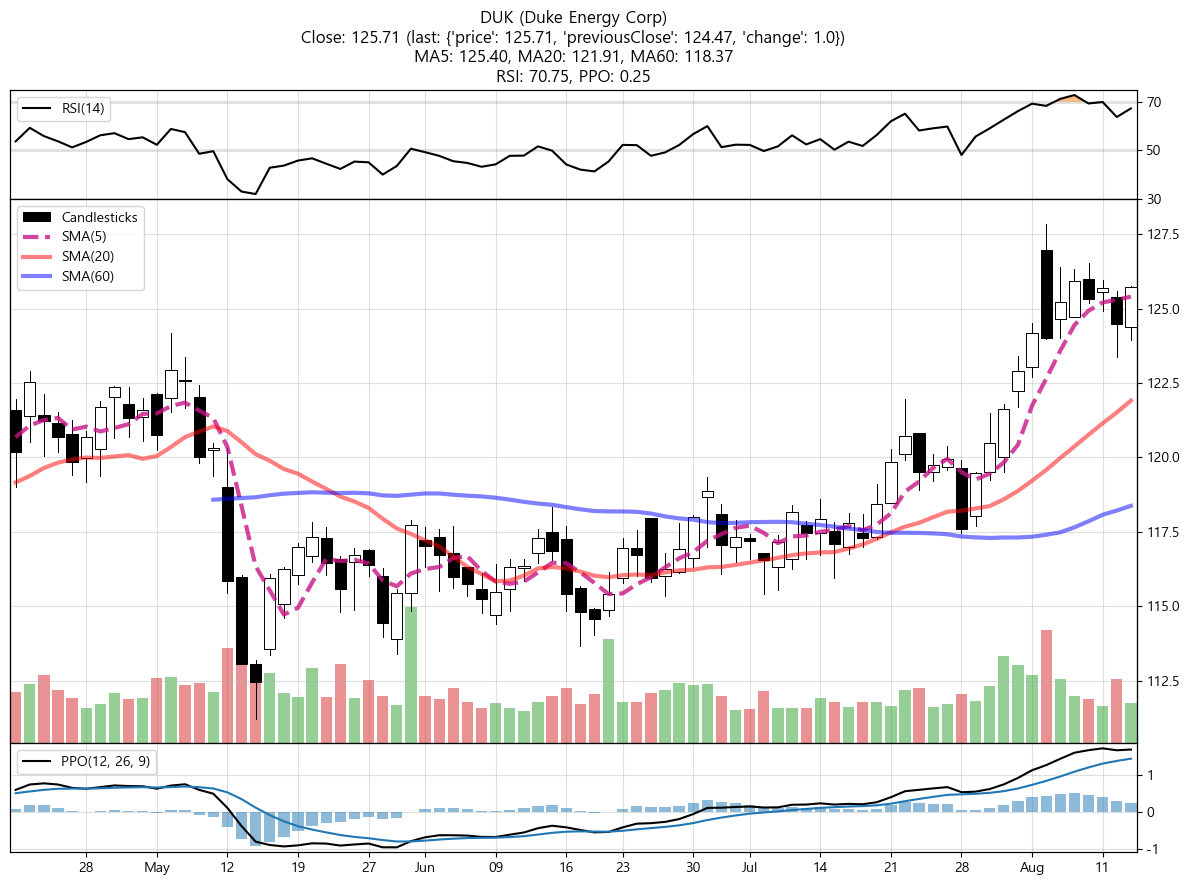 DUK (Duke Energy Corp)
Close: 125.71 (last: {'price': 125.71, 'previousClose': 124.47, 'change': 1.0})
MA5: 125.40, MA20: 121.91, MA60: 118.37
RSI: 70.75, PPO: 0.25
RSI(14)
70
50
30
Candlesticks
SMA(5)
SMA(20)
SMA(60)
127.5
125.0
122.5
120.0
117.5
115.0
112.5
PPO(12, 26, 9)
1
0
-1
28 May 12 19 27 Jun 09 16 23 30 Jul 14 21 28 Aug 11